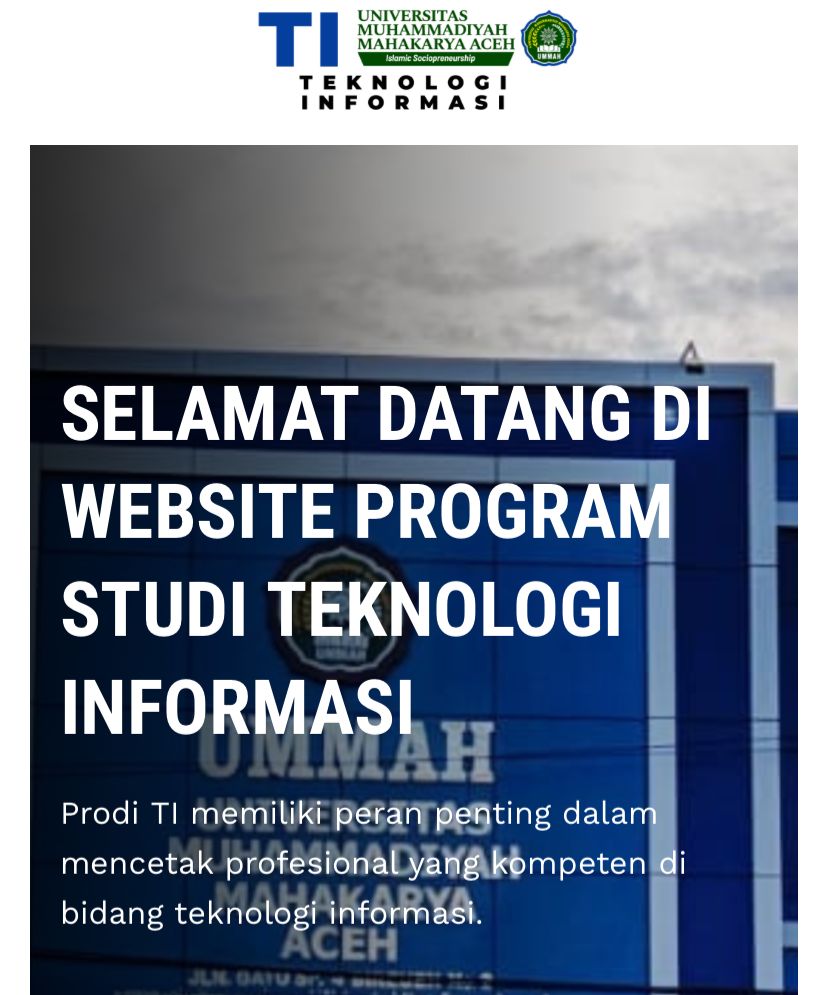 TI
UNIVERSITAS
MUHAMMADIYAH
MAHAKARYA ACEH
Islamic Sociopreneurship
UMMAH
TEKNOLOGI
INFORMASI
SELAMAT DATANG DI
WEBSITE PROGRAM
STUDI TEKNOLOGI
INFORMASI
UMMAH
UNIVERSITAS
MUHAMMADIYAH
MAHAKARYA
ACEH
Prodi TI memiliki peran penting dalam
mencetak profesional yang kompeten di
bidang teknologi informasi.